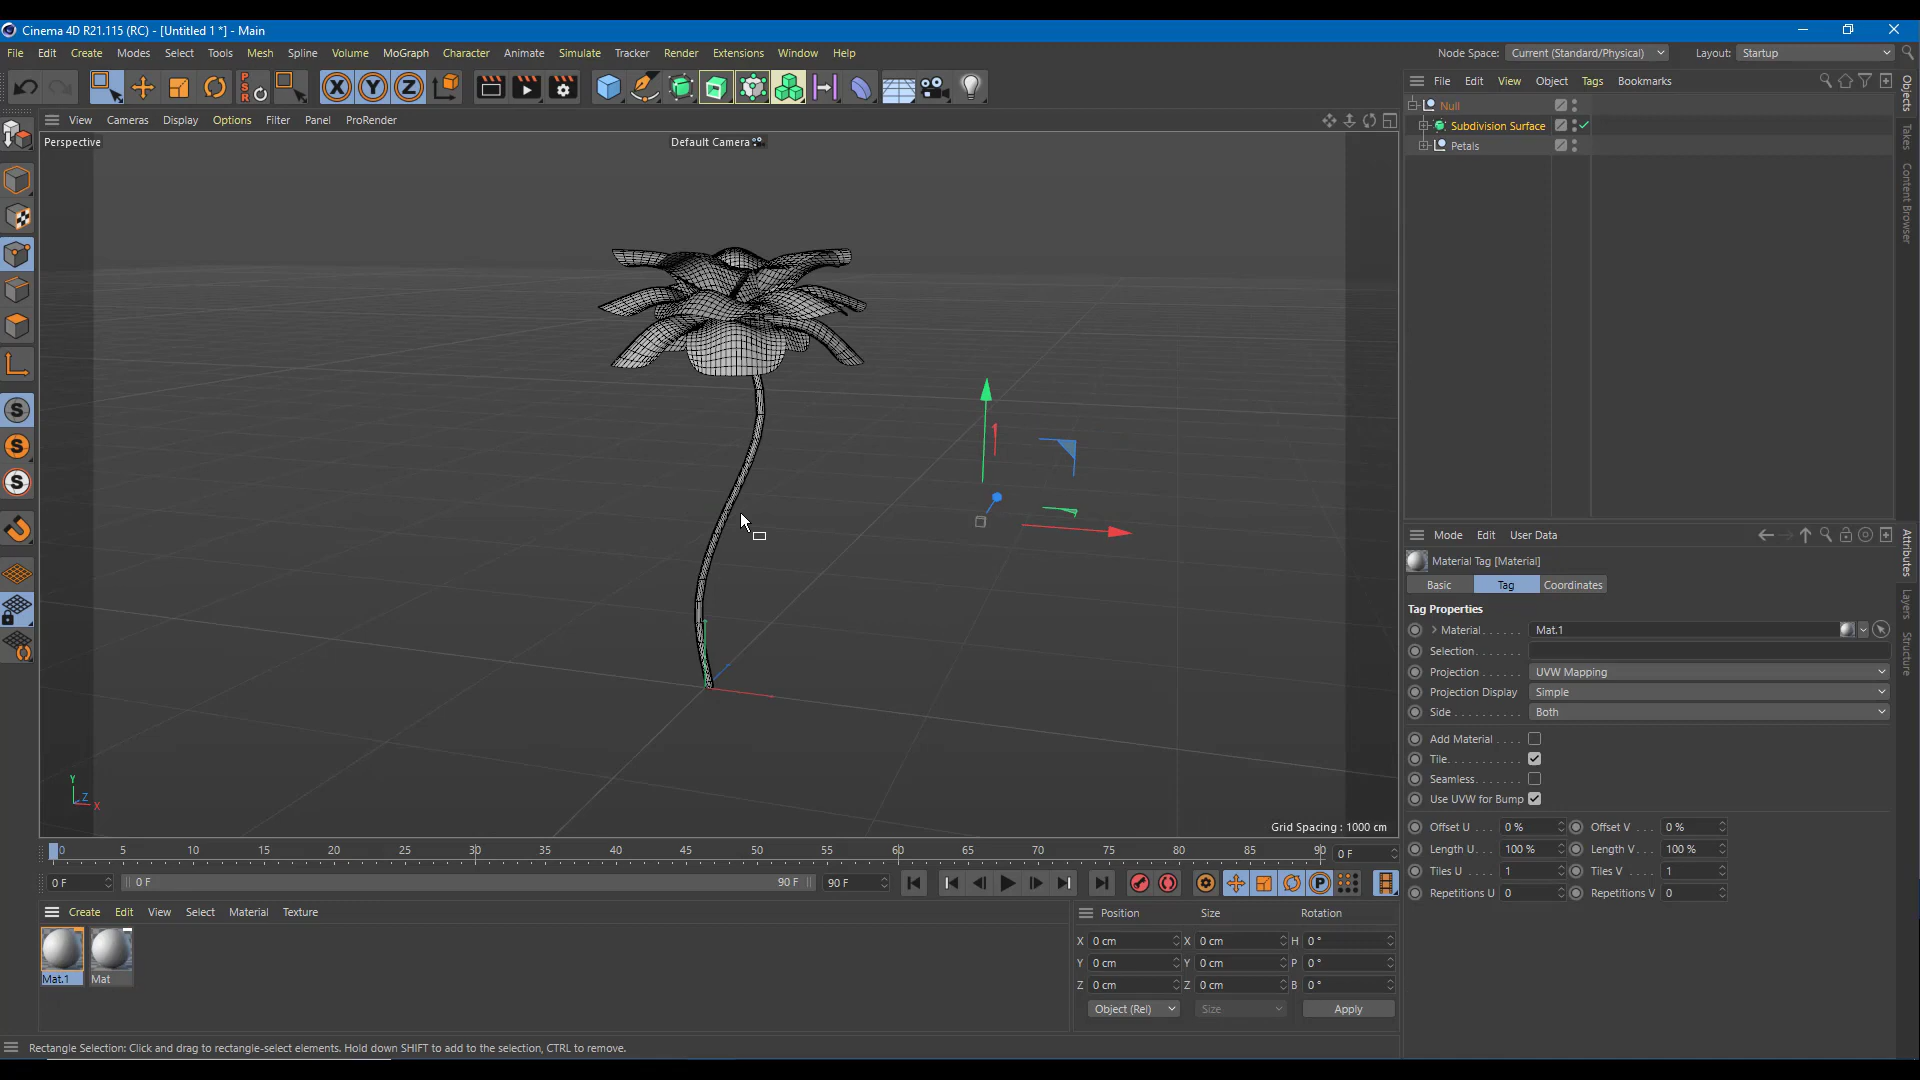 Cinema 4D R21.115 (RC) - [Untitled 1 *] - Main
File Edit Create Modes Select Tools Mesh Spline Volume MoGraph Character Animate Simulate Tracker Render Extensions Window Help
Node Space: Current (Standard/Physical) Layout: Startup
X Y Z
PSR
File Edit View Object Tags Bookmarks
View Cameras Display Options Filter Panel ProRender
Perspective
Default Camera
Null
Subdivision Surface
Petals
Objects
Takes
Content Browser
Y
Z
X
Grid Spacing : 1000 cm
Mode Edit User Data
Material Tag [Material]
Basic Tag Coordinates
Tag Properties
Material . . . . . . Mat.1
Selection . . . . . . .
Projection . . . . . . UVW Mapping
Projection Display Simple
Side . . . . . . . . . . Both
Add Material . . . .
Tile. . . . . . . . . . .
Seamless. . . . . . .
Use UVW for Bump
Offset U . . . 0 % Offset V . . . 0 %
Length U. . . 100 % Length V. . . 100 %
Tiles U . . . . 1 Tiles V . . . . 1
Repetitions U 0 Repetitions V 0
Attributes
Layers
Structure
0 5 10 15 20 25 30 35 40 45 50 55 60 65 70 75 80 85 90 0 F
0 F 0 F 90 F 90 F
Create Edit View Select Material Texture
Mat.1 Mat
Position Size Rotation
X 0 cm X 0 cm H 0 °
Y 0 cm Y 0 cm P 0 °
Z 0 cm Z 0 cm B 0 °
Object (Rel) Size Apply
Rectangle Selection: Click and drag to rectangle-select elements. Hold down SHIFT to add to the selection, CTRL to remove.